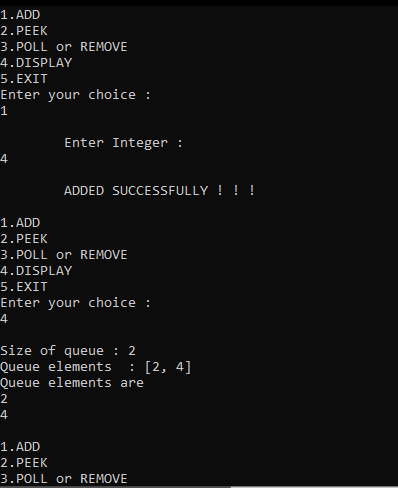 1.ADD
2.PEEK
3.POLL or REMOVE
4.DISPLAY
5.EXIT
Enter your choice :
1
Enter Integer :
4
ADDED SUCCESSFULLY ! ! !
1.ADD
2.PEEK
3.POLL or REMOVE
4.DISPLAY
5.EXIT
Enter your choice :
4
Size of queue : 2
Queue elements  : [2, 4]
Queue elements are
2
4
1.ADD
2.PEEK
3.POLL or REMOVE